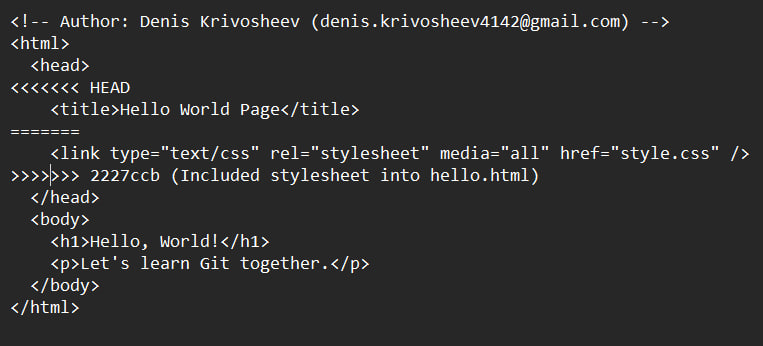 <!-- Author: Denis Krivosheev (denis.krivosheev4142@gmail.com) -->
<html>
  <head>
<<<<<<< HEAD
    <title>Hello World Page</title>
=======
    <link type="text/css" rel="stylesheet" media="all" href="style.css" />
>>>>>>> 2227ccb (Included stylesheet into hello.html)
  </head>
  <body>
    <h1>Hello, World!</h1>
    <p>Let's learn Git together.</p>
  </body>
</html>